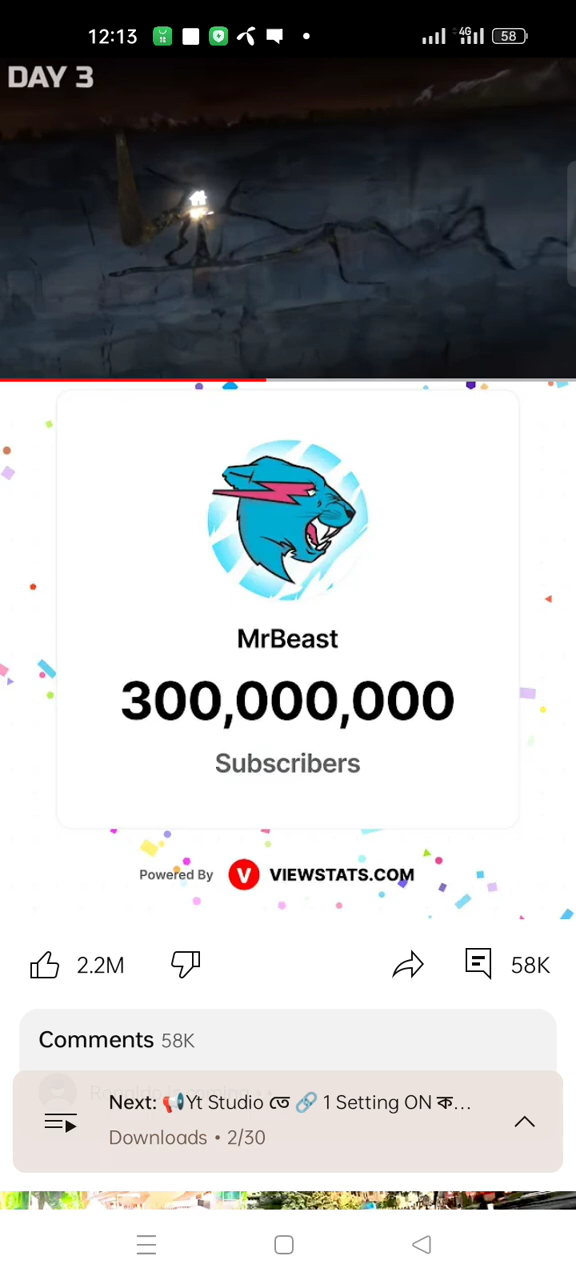 12:13
4G
58
DAY 3
MrBeast
300,000,000
Subscribers
Powered By V VIEWSTATS.COM
2.2M
58K
Comments 58K
Next: 📢Yt Studio তে 🔗 1 Setting ON ক...
Downloads • 2/30